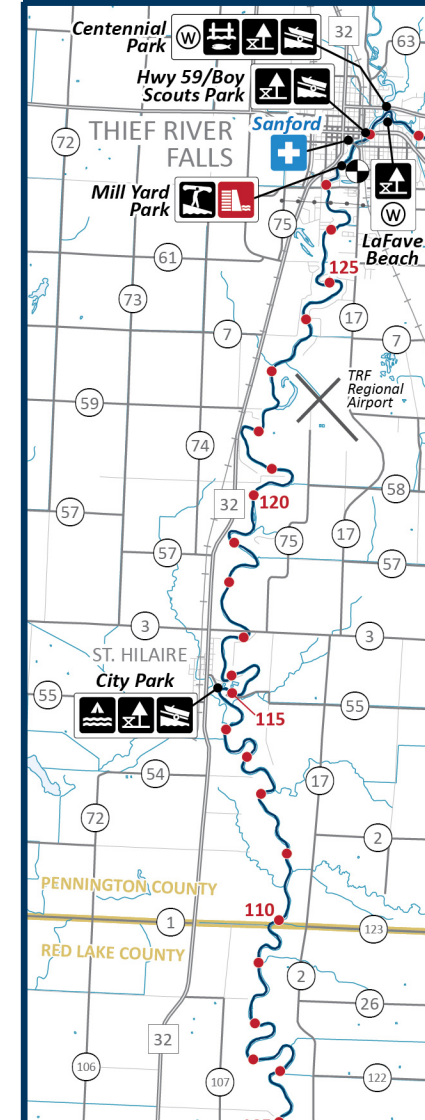 Centennial
Park
W
32
63
Hwy 59/Boy
Scouts Park
THIEF RIVER
FALLS
Sanford
72
Mill Yard
Park
W
LaFave
Beach
75
61
125
73
17
7
7
TRF
Regional
Airport
59
74
58
32
120
57
17
75
57
57
3
3
ST. HILAIRE
City Park
55
55
115
54
17
72
2
PENNINGTON COUNTY
110
1
123
RED LAKE COUNTY
2
26
32
106
107
122